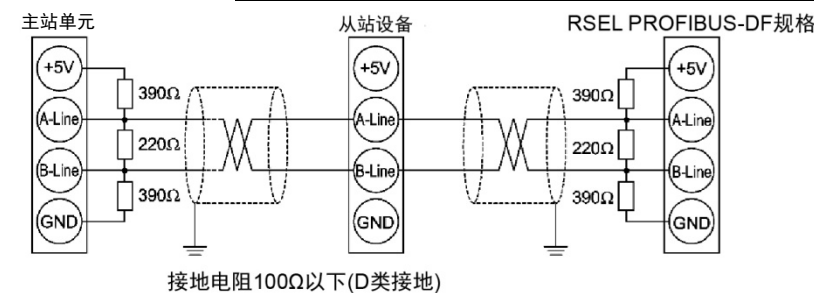 主站单元 从站设备 RSEL PROFIBUS-DF规格
+5V +5V +5V
390Ω 390Ω
A-Line A-Line A-Line
220Ω 220Ω
B-Line B-Line B-Line
390Ω 390Ω
GND GND GND
接地电阻100Ω以下(D类接地)